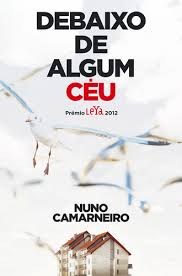 DEBAIXO
DE
ALGUM
CÉU
Prémio LeYa 2012
NUNO
CAMARNEIRO